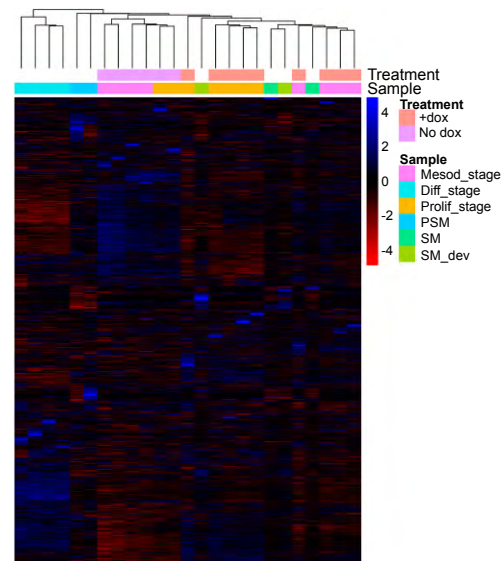 Treatment
Sample
4
2
0
-2
-4
Treatment
+dox
No dox
Sample
Mesod_stage
Diff_stage
Prolif_stage
PSM
SM
SM_dev